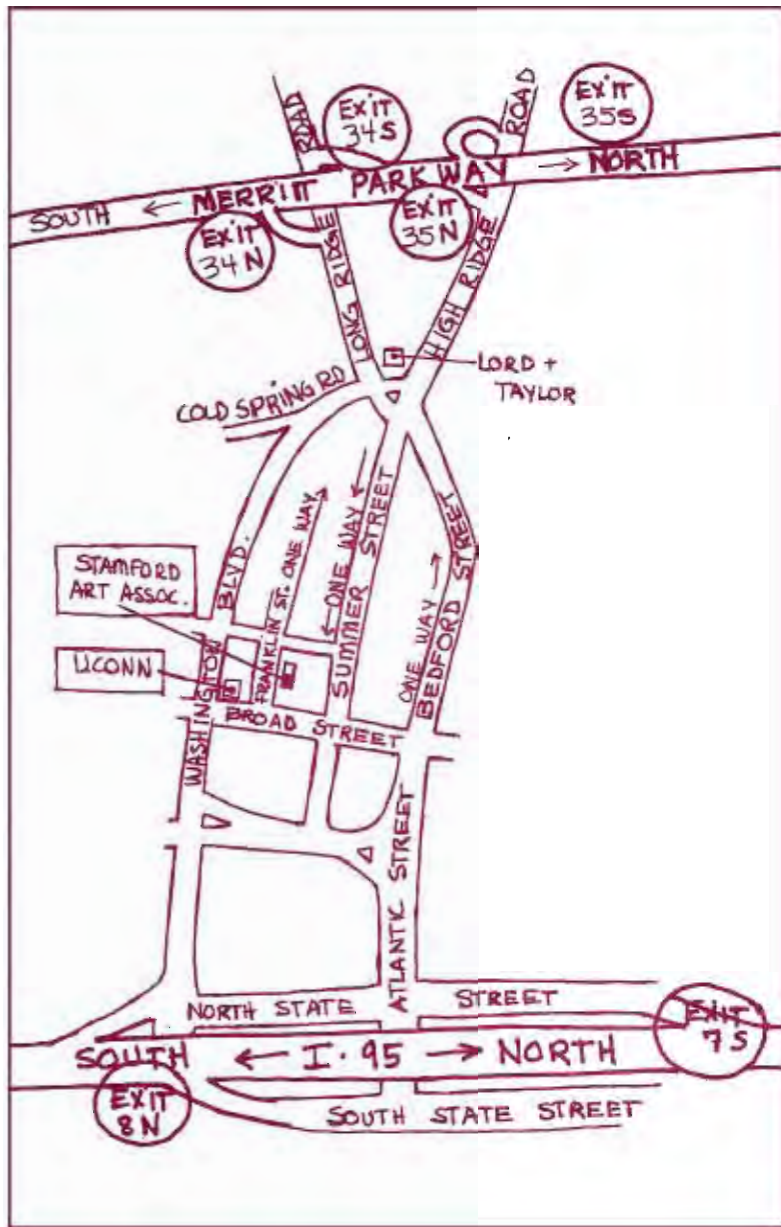 ROAD
EXIT
34S
ROAD
EXIT
35S
SOUTH ← MERRITT PARKWAY → NORTH
EXIT
34N
EXIT
35N
LONG RIDGE
HIGH RIDGE
LORD +
TAYLOR
COLD SPRING RD
STAMFORD
ART ASSOC.
UCONN
WASHINGTON BLVD.
FRANKLIN ST. ONE WAY →
← ONE WAY ←
SUMMER STREET
ONE WAY →
BEDFORD STREET
BROAD STREET
ATLANTIC STREET
NORTH STATE STREET
EXIT
7S
SOUTH ← I-95 → NORTH
EXIT
8N
SOUTH STATE STREET